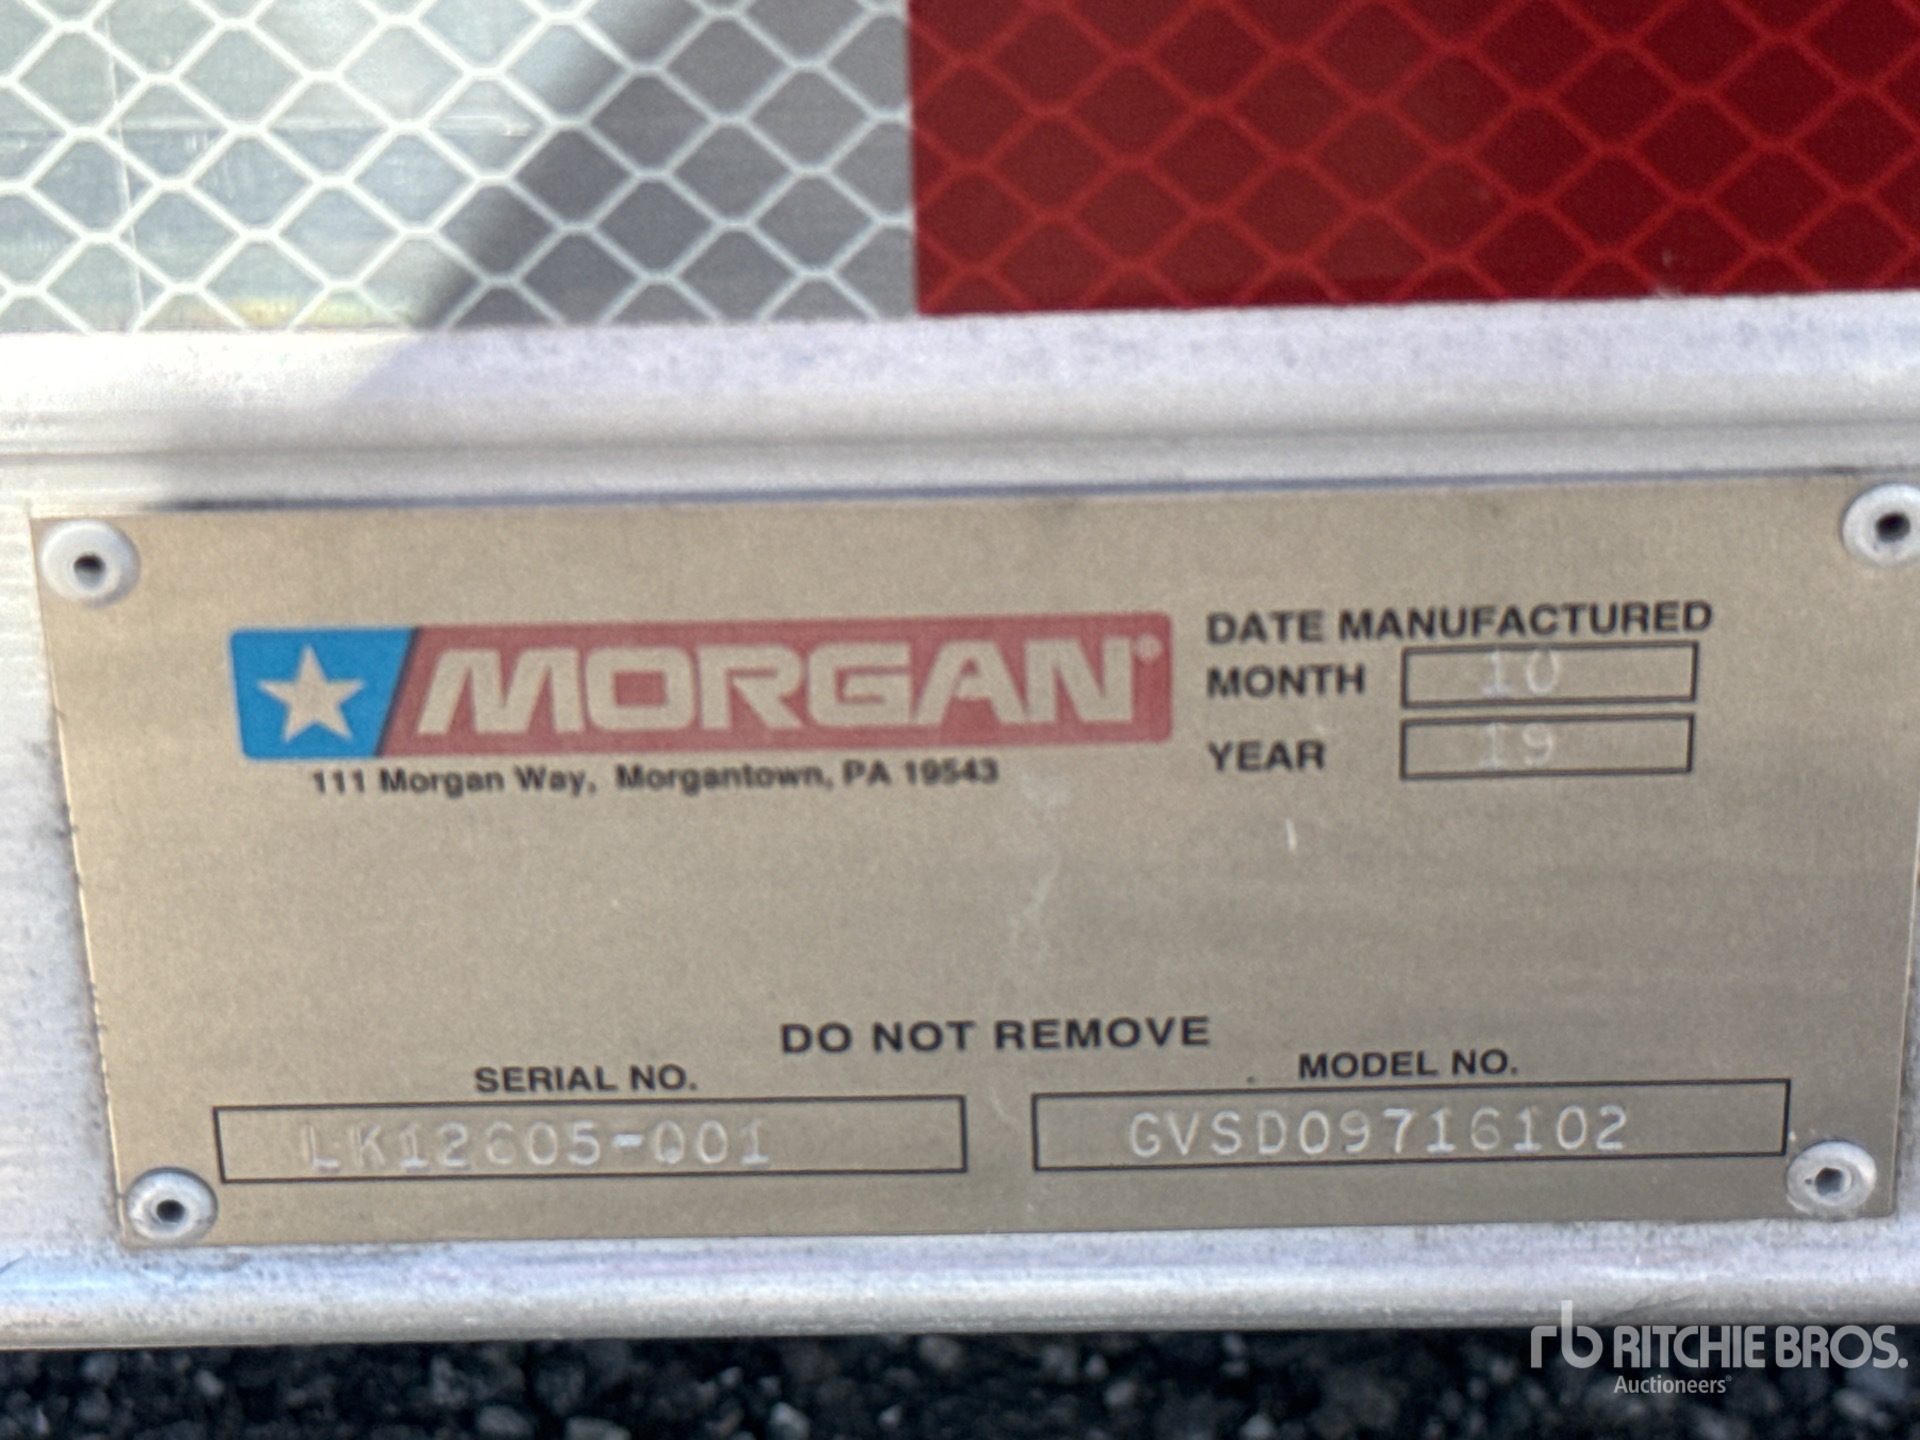 MORGAN®
111 Morgan Way, Morgantown, PA 19543
DATE MANUFACTURED
MONTH 10
YEAR 19
DO NOT REMOVE
SERIAL NO.
MODEL NO.
GVSD09716102
rb RITCHIE BROS.
Auctioneers®